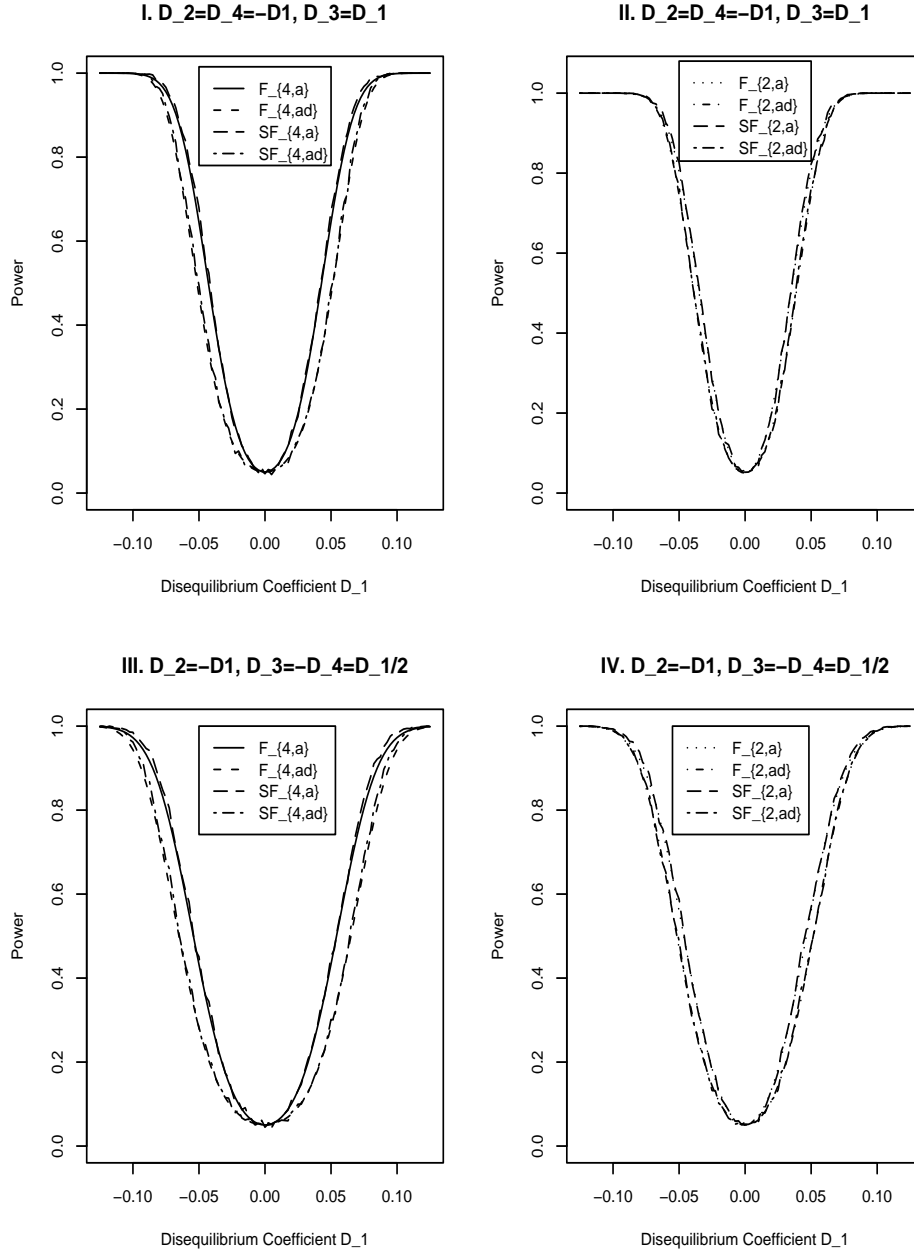 I. D_2=D_4=−D1, D_3=D_1
F_{4,a}
F_{4,ad}
SF_{4,a}
SF_{4,ad}
Power
0.0 0.2 0.4 0.6 0.8 1.0
−0.10 −0.05 0.00 0.05 0.10
Disequilibrium Coefficient D_1
II. D_2=D_4=−D1, D_3=D_1
F_{2,a}
F_{2,ad}
SF_{2,a}
SF_{2,ad}
Power
0.0 0.2 0.4 0.6 0.8 1.0
−0.10 −0.05 0.00 0.05 0.10
Disequilibrium Coefficient D_1
III. D_2=−D1, D_3=−D_4=D_1/2
F_{4,a}
F_{4,ad}
SF_{4,a}
SF_{4,ad}
Power
0.0 0.2 0.4 0.6 0.8 1.0
−0.10 −0.05 0.00 0.05 0.10
Disequilibrium Coefficient D_1
IV. D_2=−D1, D_3=−D_4=D_1/2
F_{2,a}
F_{2,ad}
SF_{2,a}
SF_{2,ad}
Power
0.0 0.2 0.4 0.6 0.8 1.0
−0.10 −0.05 0.00 0.05 0.10
Disequilibrium Coefficient D_1